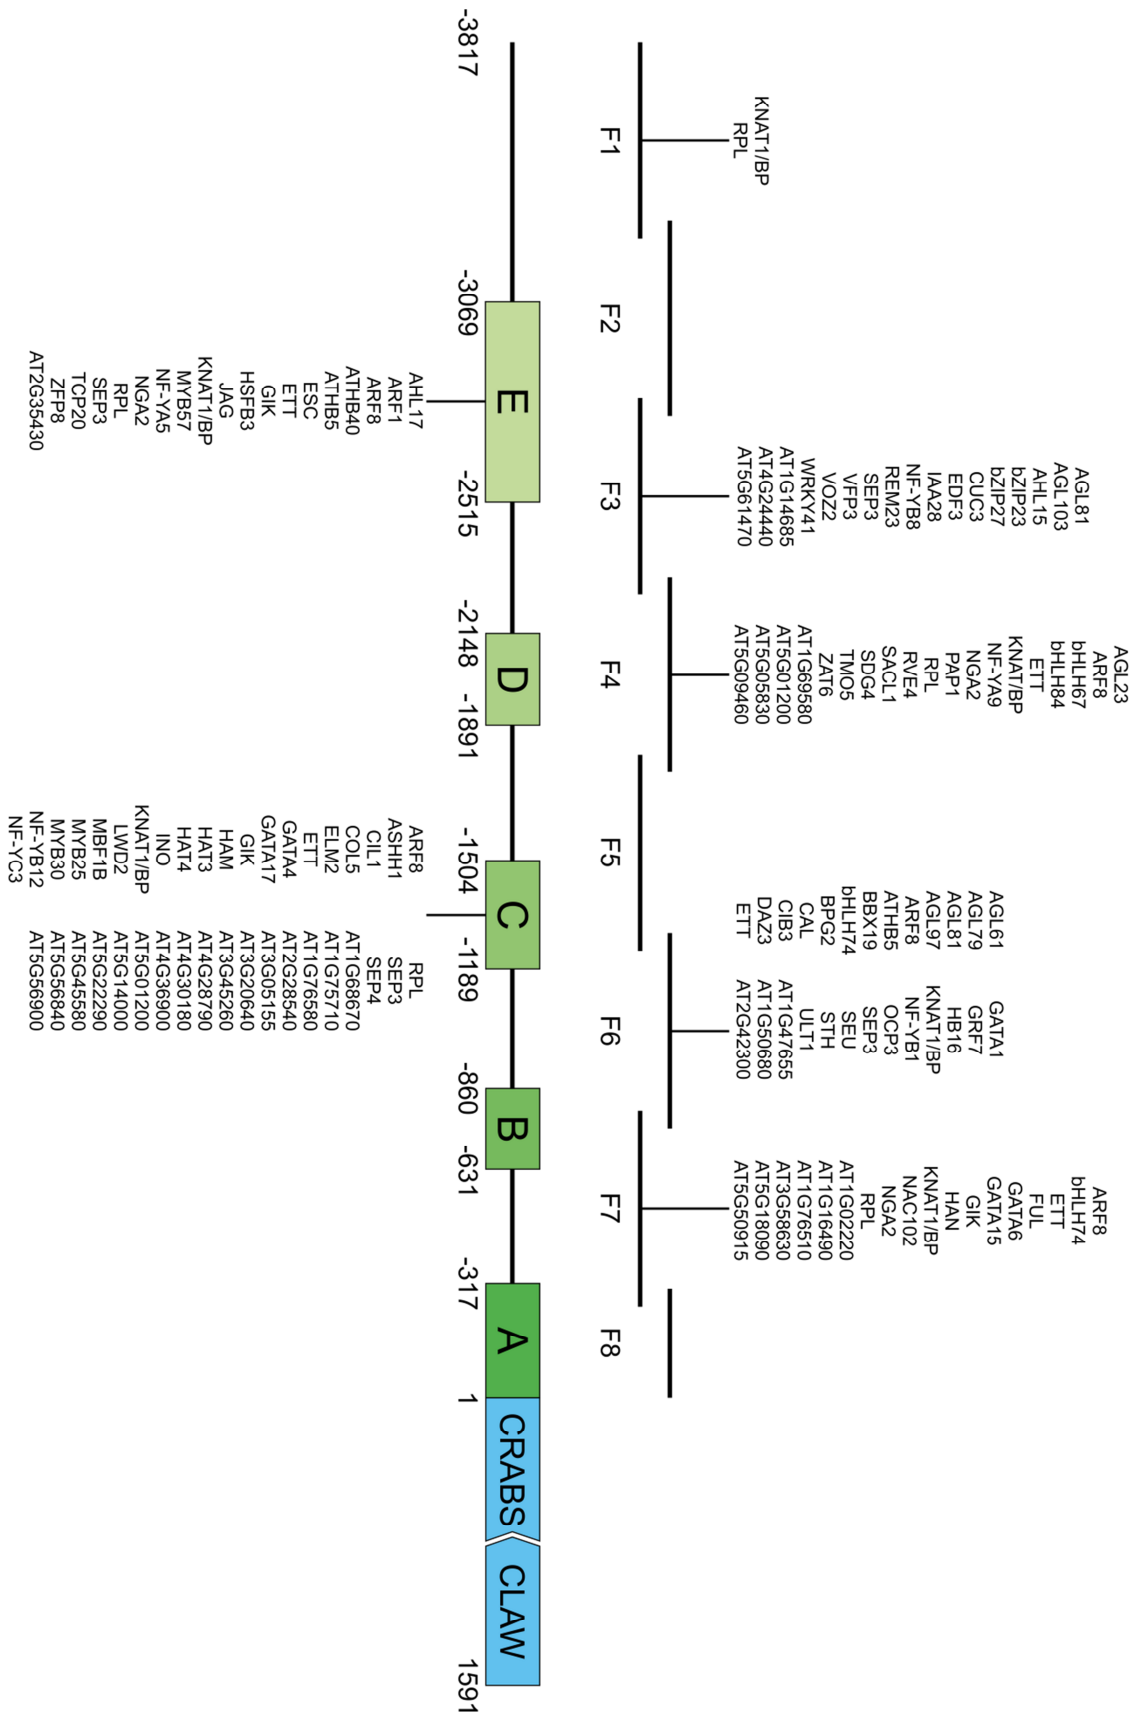 KNAT1/BP
RPL
AGL81
AGL103
AHL15
bZIP23
bZIP27
CUC3
EDF3
IAA28
NF-YB8
REM23
SEP3
VFP3
VOZ2
WRKY41
AT1G14685
AT4G24440
AT5G61470
AGL23
ARF8
bHLH67
bHLH84
ETT
KNAT/BP
NF-YA9
NGA2
PAP1
RPL
RVE4
SACL1
SDG4
TMO5
ZAT6
AT1G69580
AT5G01200
AT5G05830
AT5G09460
AGL61
AGL79
AGL81
AGL97
ARF8
ATHB5
BBX19
bHLH74
BPG2
CAL
CIB3
DAZ3
ETT
GATA1
GRF7
HB16
KNAT1/BP
NF-YB1
OCP3
SEP3
SEU
STH
ULT1
AT1G47655
AT1G50680
AT2G42300
ARF8
bHLH74
ETT
FUL
GATA6
GATA15
GIK
HAN
KNAT1/BP
NAC102
NGA2
RPL
AT1G02220
AT1G16490
AT1G76510
AT3G58630
AT5G18090
AT5G50915
F1
F2
F3
F4
F5
F6
F7
F8
E
D
C
B
A
CRABS
CLAW
-3817
-3069
-2515
-2148
-1891
-1504
-1189
-860
-631
-317
1
1591
AHL17
ARF1
ARF8
ATHB40
ATHB5
ESC
ETT
GIK
HSFB3
JAG
KNAT1/BP
MYB57
NF-YA5
NGA2
RPL
SEP3
TCP20
ZFP8
AT2G35430
ARF8
ASHH1
CIL1
COL5
ELM2
ETT
GATA4
GATA17
GIK
HAM
HAT3
HAT4
INO
KNAT1/BP
LWD2
MBF1B
MYB25
MYB30
NF-YB12
NF-YC3
RPL
SEP3
SEP4
AT1G68670
AT1G75710
AT1G76580
AT2G28540
AT3G05155
AT3G20640
AT3G45260
AT4G28790
AT4G30180
AT4G36900
AT5G01200
AT5G14000
AT5G22290
AT5G45580
AT5G56840
AT5G56900